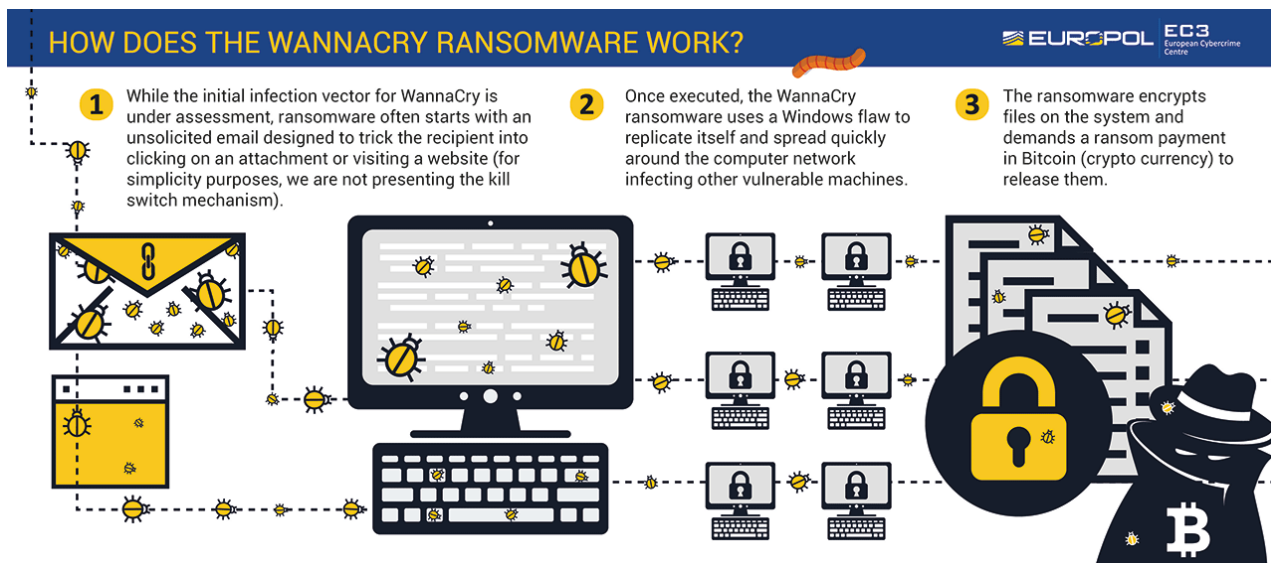 HOW DOES THE WANNACRY RANSOMWARE WORK?
EUROPOL
EC3
European Cybercrime
Centre
1
While the initial infection vector for WannaCry is
under assessment, ransomware often starts with an
unsolicited email designed to trick the recipient into
clicking on an attachment or visiting a website (for
simplicity purposes, we are not presenting the kill
switch mechanism).
2
Once executed, the WannaCry
ransomware uses a Windows flaw to
replicate itself and spread quickly
around the computer network
infecting other vulnerable machines.
3
The ransomware encrypts
files on the system and
demands a ransom payment
in Bitcoin (crypto currency) to
release them.